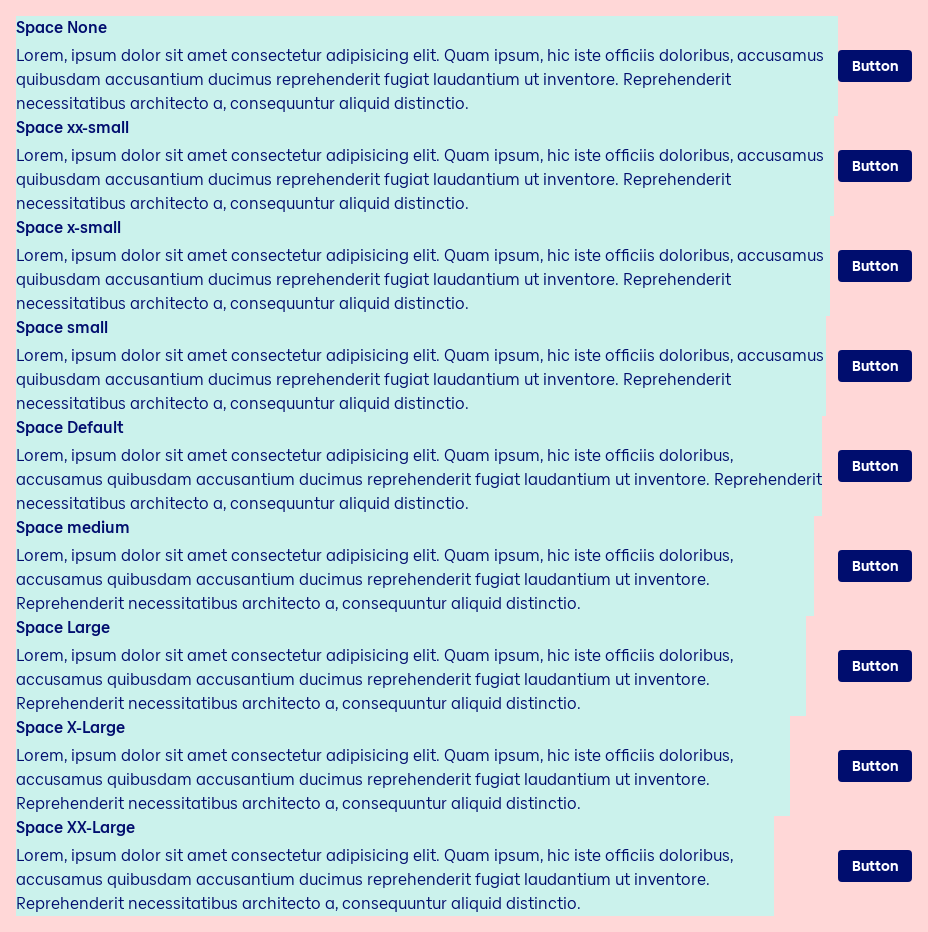 Space None
Lorem, ipsum dolor sit amet consectetur adipisicing elit. Quam ipsum, hic iste officiis doloribus, accusamus
quibusdam accusantium ducimus reprehenderit fugiat laudantium ut inventore. Reprehenderit
necessitatibus architecto a, consequuntur aliquid distinctio.
Button
Space xx-small
Lorem, ipsum dolor sit amet consectetur adipisicing elit. Quam ipsum, hic iste officiis doloribus, accusamus
quibusdam accusantium ducimus reprehenderit fugiat laudantium ut inventore. Reprehenderit
necessitatibus architecto a, consequuntur aliquid distinctio.
Button
Space x-small
Lorem, ipsum dolor sit amet consectetur adipisicing elit. Quam ipsum, hic iste officiis doloribus, accusamus
quibusdam accusantium ducimus reprehenderit fugiat laudantium ut inventore. Reprehenderit
necessitatibus architecto a, consequuntur aliquid distinctio.
Button
Space small
Lorem, ipsum dolor sit amet consectetur adipisicing elit. Quam ipsum, hic iste officiis doloribus, accusamus
quibusdam accusantium ducimus reprehenderit fugiat laudantium ut inventore. Reprehenderit
necessitatibus architecto a, consequuntur aliquid distinctio.
Button
Space Default
Lorem, ipsum dolor sit amet consectetur adipisicing elit. Quam ipsum, hic iste officiis doloribus,
accusamus quibusdam accusantium ducimus reprehenderit fugiat laudantium ut inventore. Reprehenderit
necessitatibus architecto a, consequuntur aliquid distinctio.
Button
Space medium
Lorem, ipsum dolor sit amet consectetur adipisicing elit. Quam ipsum, hic iste officiis doloribus,
accusamus quibusdam accusantium ducimus reprehenderit fugiat laudantium ut inventore.
Reprehenderit necessitatibus architecto a, consequuntur aliquid distinctio.
Button
Space Large
Lorem, ipsum dolor sit amet consectetur adipisicing elit. Quam ipsum, hic iste officiis doloribus,
accusamus quibusdam accusantium ducimus reprehenderit fugiat laudantium ut inventore.
Reprehenderit necessitatibus architecto a, consequuntur aliquid distinctio.
Button
Space X-Large
Lorem, ipsum dolor sit amet consectetur adipisicing elit. Quam ipsum, hic iste officiis doloribus,
accusamus quibusdam accusantium ducimus reprehenderit fugiat laudantium ut inventore.
Reprehenderit necessitatibus architecto a, consequuntur aliquid distinctio.
Button
Space XX-Large
Lorem, ipsum dolor sit amet consectetur adipisicing elit. Quam ipsum, hic iste officiis doloribus,
accusamus quibusdam accusantium ducimus reprehenderit fugiat laudantium ut inventore.
Reprehenderit necessitatibus architecto a, consequuntur aliquid distinctio.
Button